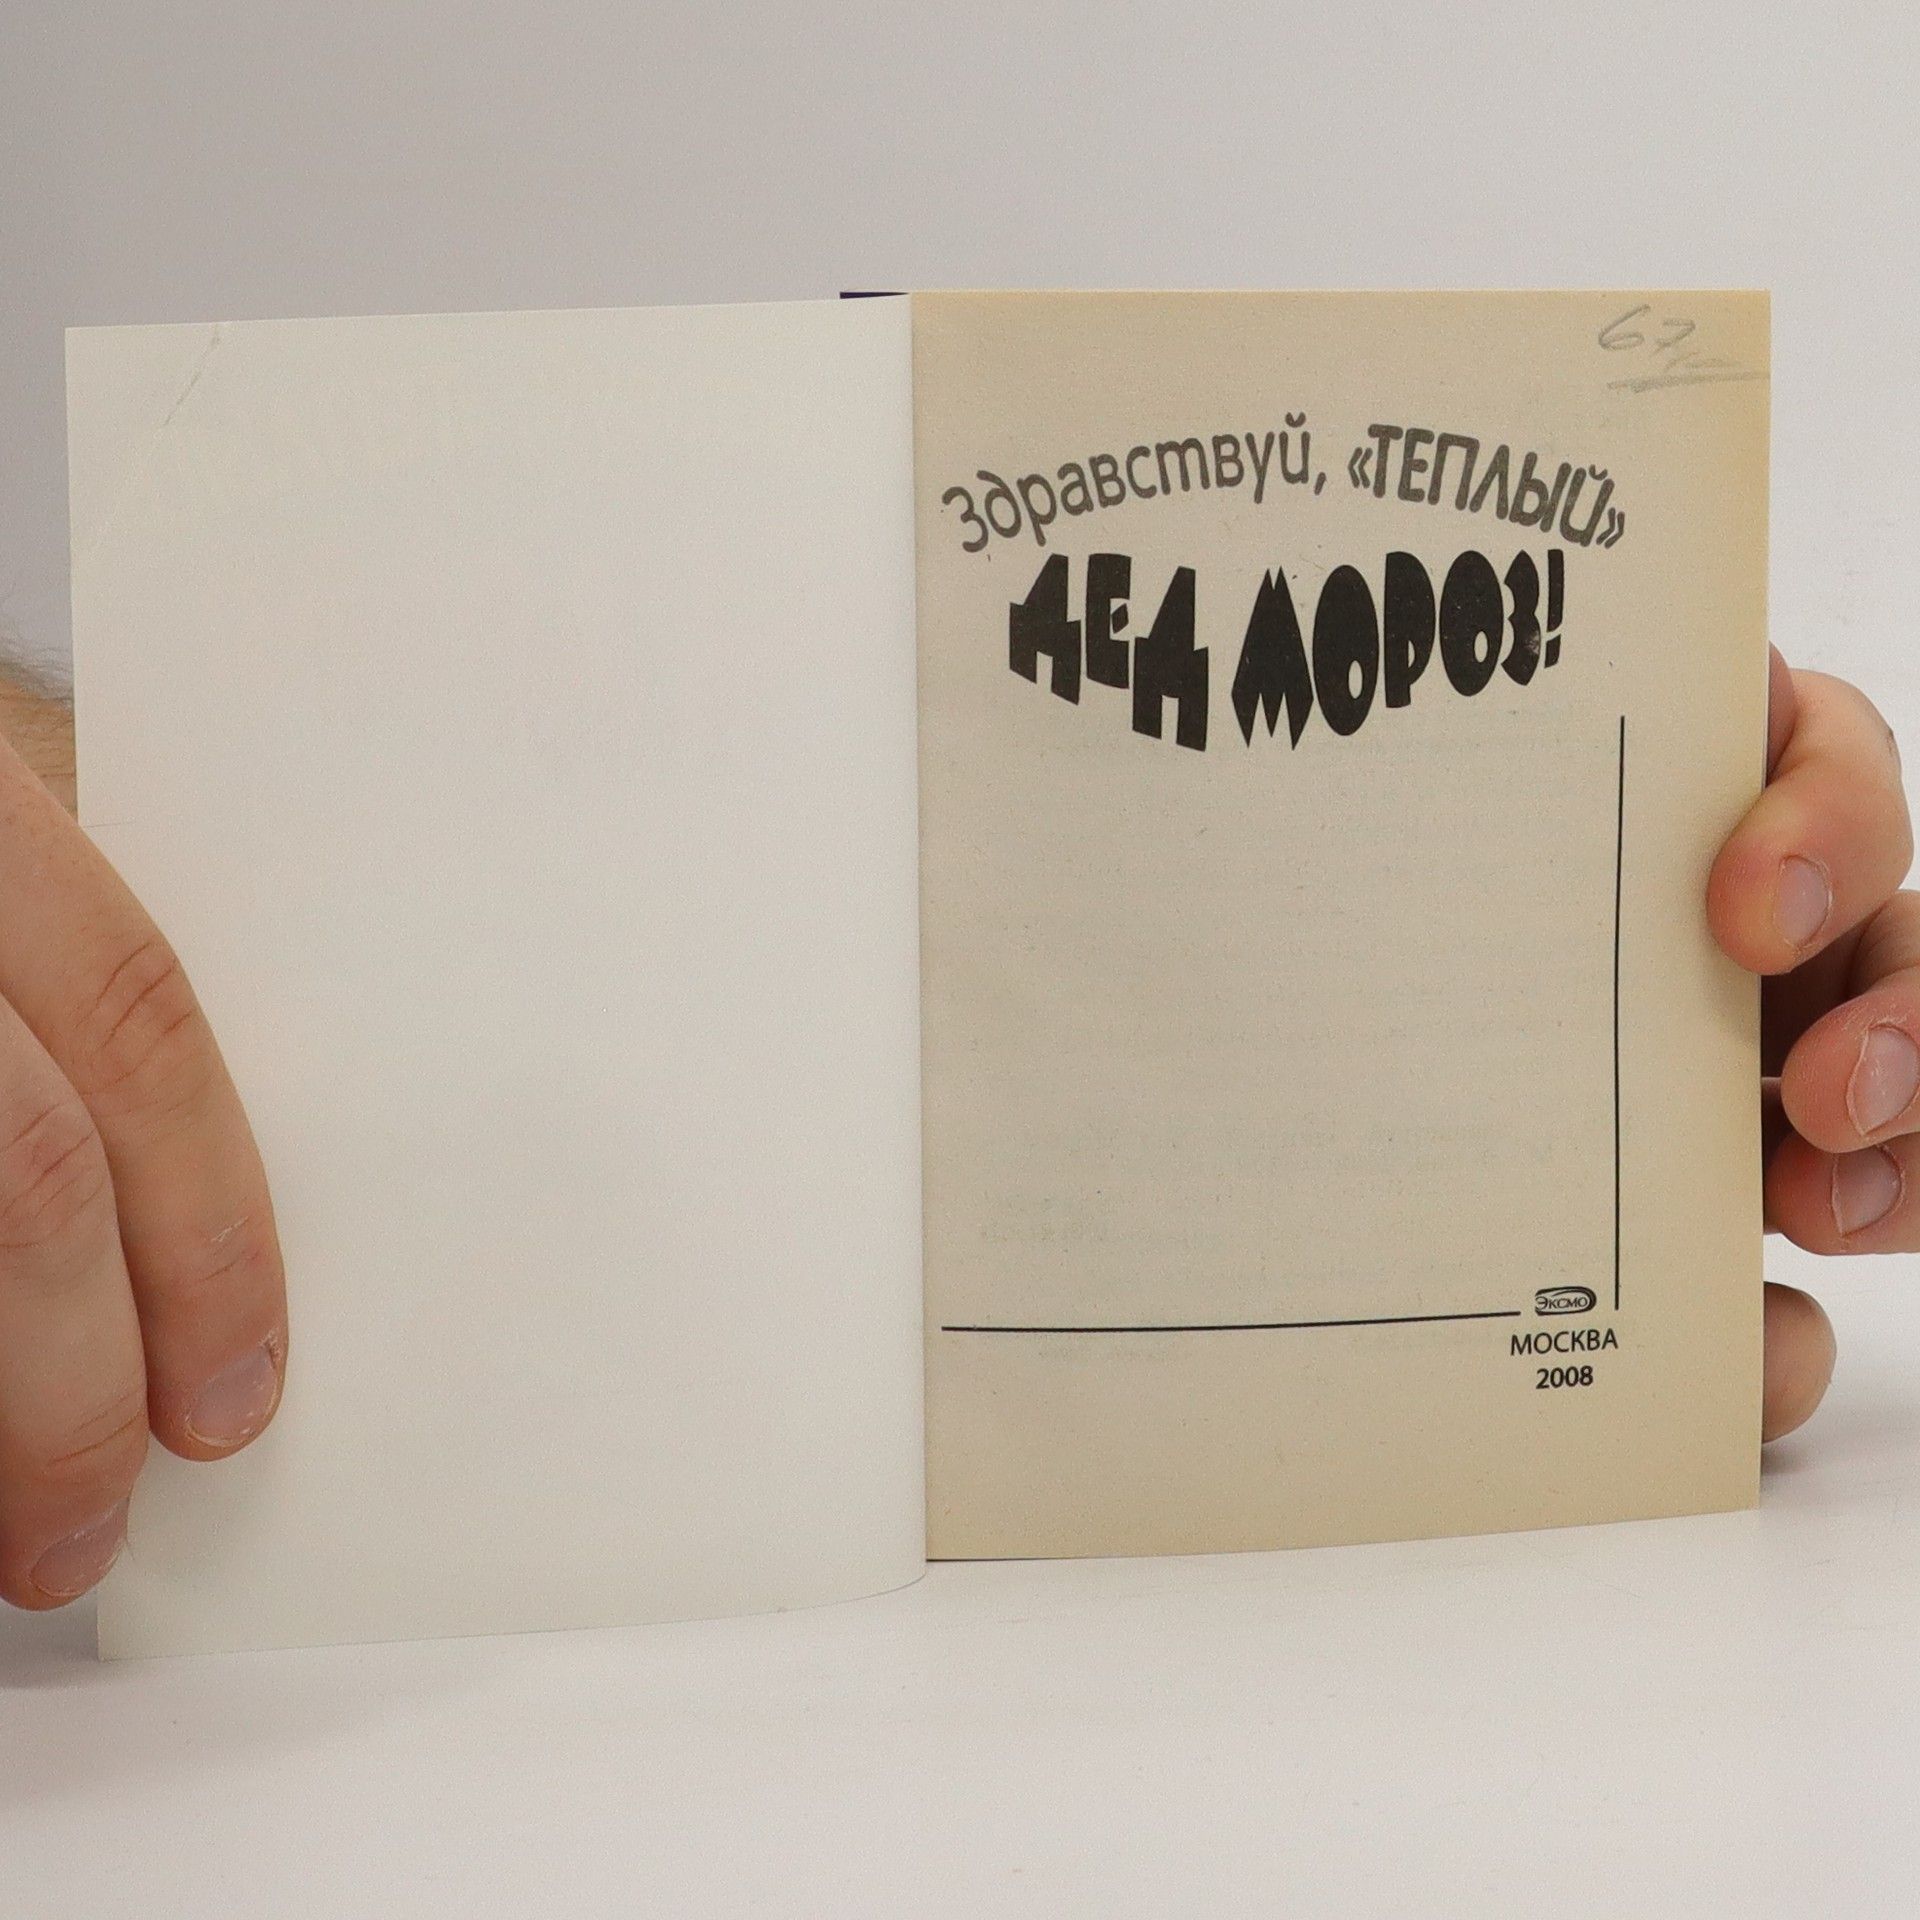 67,-
Здравствуй, «ТЕПЛЫЙ»
ДЕД МОРОЗ!
ЭКСМО
МОСКВА
2008